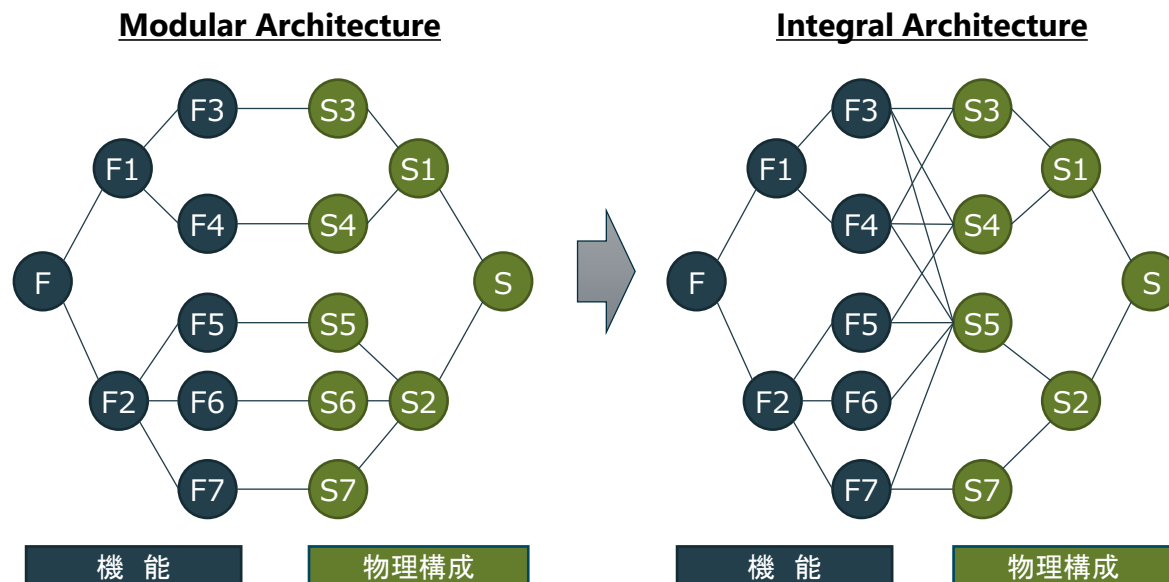 Modular Architecture
Integral Architecture
F3
S3
F1
S1
F4
S4
F
S
F5
S5
F2
F6
S6
S2
F7
S7
機 能
物理構成
F3
S3
F1
S1
F4
S4
F
S
F5
S5
F2
F6
S2
F7
S7
機 能
物理構成